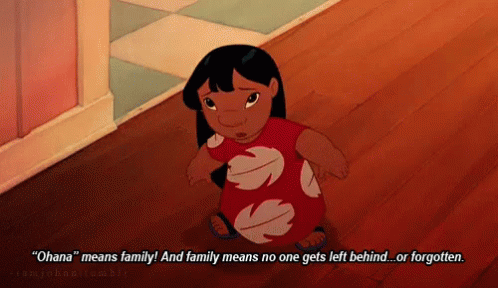 "Ohana" means family! And family means no one gets left behind...or forgotten.